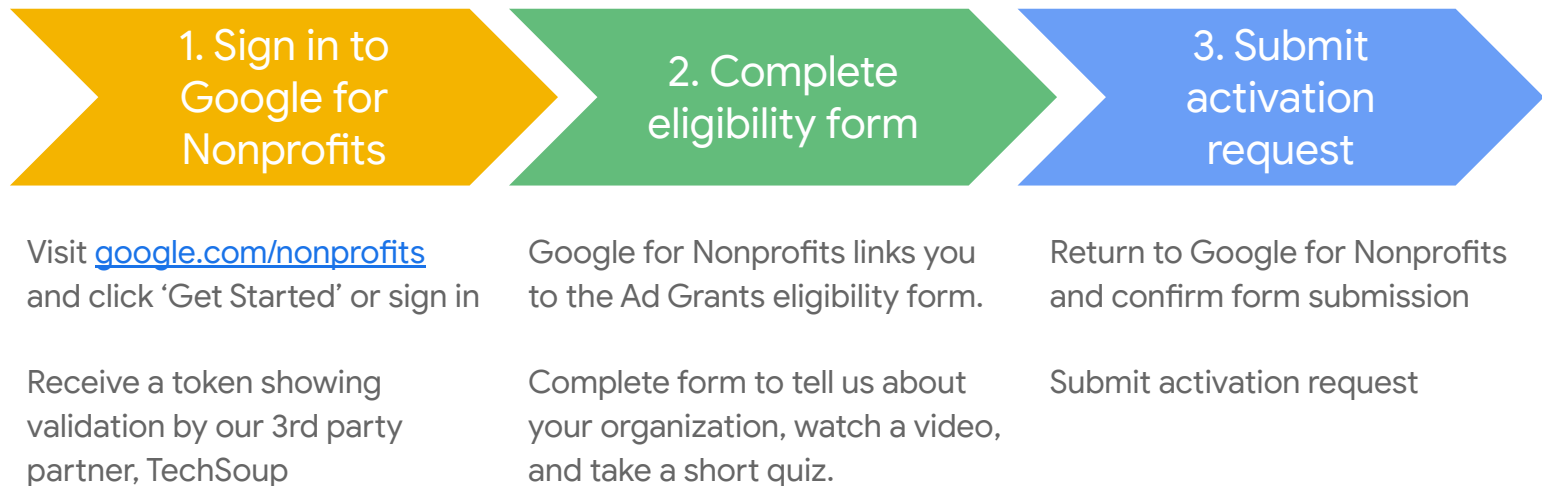 1. Sign in to
Google for
Nonprofits
2. Complete
eligibility form
3. Submit
activation
request
Visit google.com/nonprofits
and click ‘Get Started’ or sign in
Receive a token showing
validation by our 3rd party
partner, TechSoup
Google for Nonprofits links you
to the Ad Grants eligibility form.
Complete form to tell us about
your organization, watch a video,
and take a short quiz.
Return to Google for Nonprofits
and confirm form submission
Submit activation request